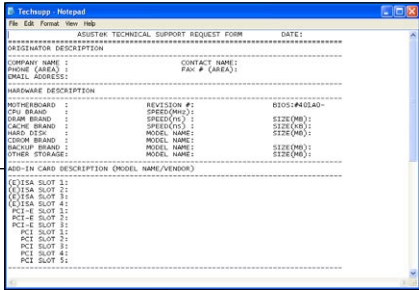 Techsupp - Notepad
File Edit Format View Help
ASUSTeK TECHNICAL SUPPORT REQUEST FORM DATE:
ORIGINATOR DESCRIPTION
COMPANY NAME : CONTACT NAME:
PHONE (AREA) : FAX # (AREA):
EMAIL ADDRESS:
HARDWARE DESCRIPTION
MOTHERBOARD : REVISION #: BIOS:#401A0-
CPU BRAND : SPEED(MHz):
DRAM BRAND : SPEED(ns) : SIZE(MB):
CACHE BRAND : SPEED(ns) : SIZE(KB):
HARD DISK : MODEL NAME: SIZE(MB):
CDROM BRAND : MODEL NAME:
BACKUP BRAND : MODEL NAME: SIZE(MB):
OTHER STORAGE: MODEL NAME: SIZE(MB):
ADD-IN CARD DESCRIPTION (MODEL NAME/VENDOR)
(E)ISA SLOT 1:
(E)ISA SLOT 2:
(E)ISA SLOT 3:
(E)ISA SLOT 4:
PCI-E SLOT 1:
PCI-E SLOT 2:
PCI-E SLOT 3:
PCI SLOT 1:
PCI SLOT 2:
PCI SLOT 3:
PCI SLOT 4:
PCI SLOT 5: